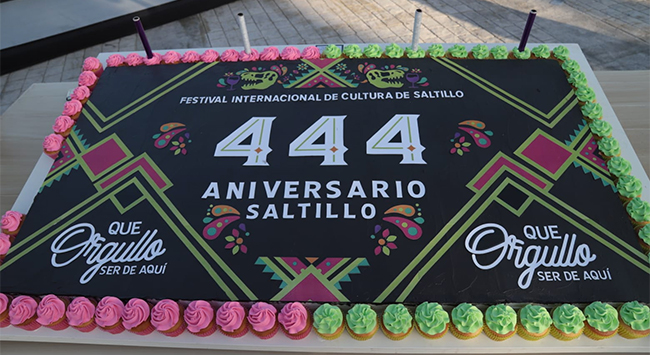 FESTIVAL INTERNACIONAL DE CULTURA DE SALTILLO
444
ANIVERSARIO
SALTILLO
QUE
Orgullo
SER DE AQUÍ
QUE
Orgullo
SER DE AQUÍ